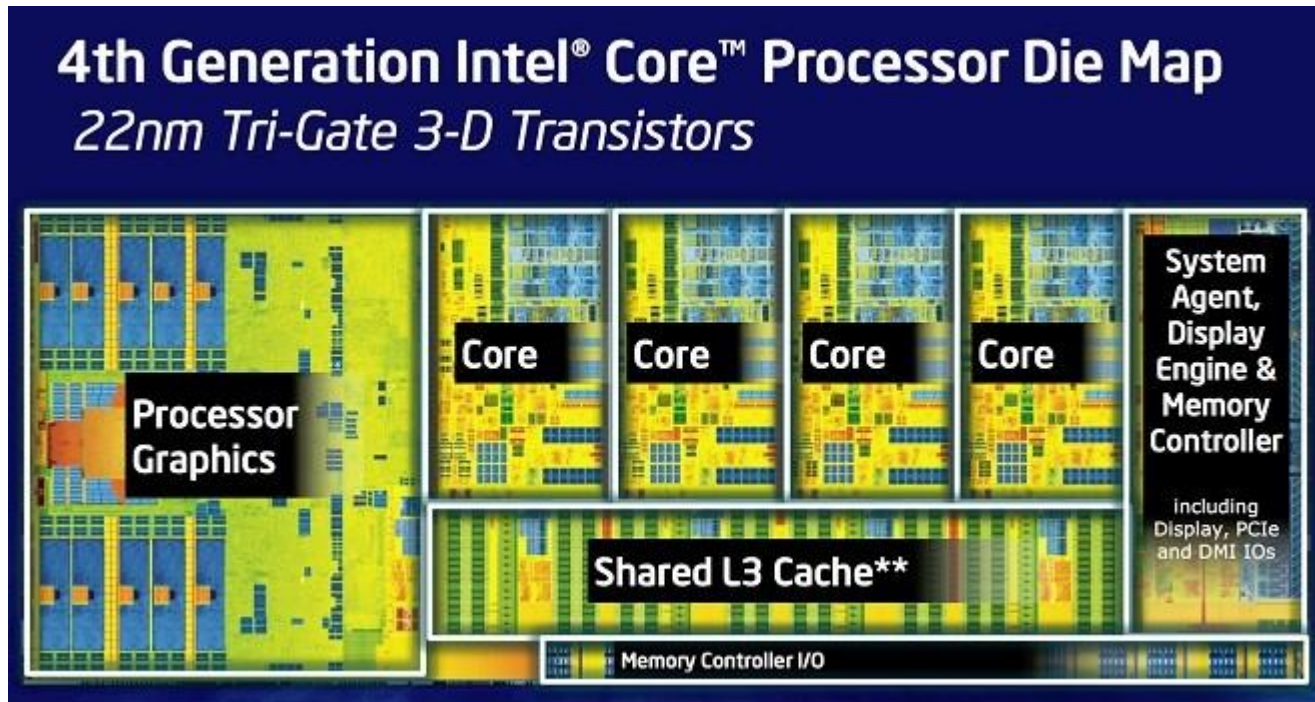 4th Generation Intel® Core™ Processor Die Map
22nm Tri-Gate 3-D Transistors
Processor
Graphics
Core
Core
Core
Core
System
Agent,
Display
Engine &
Memory
Controller
including
Display, PCIe
and DMI IOs
Shared L3 Cache**
Memory Controller I/O